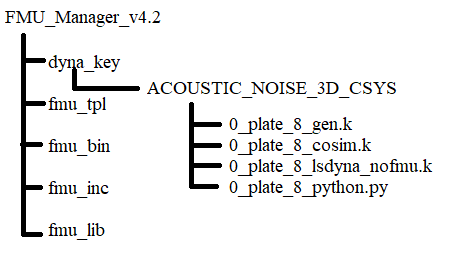 FMU_Manager_v4.2
dyna_key
ACOUSTIC_NOISE_3D_CSYS
fmu_tpl
0_plate_8_gen.k
0_plate_8_cosim.k
fmu_bin
0_plate_8_lsdyna_nofmu.k
0_plate_8_python.py
fmu_inc
fmu_lib